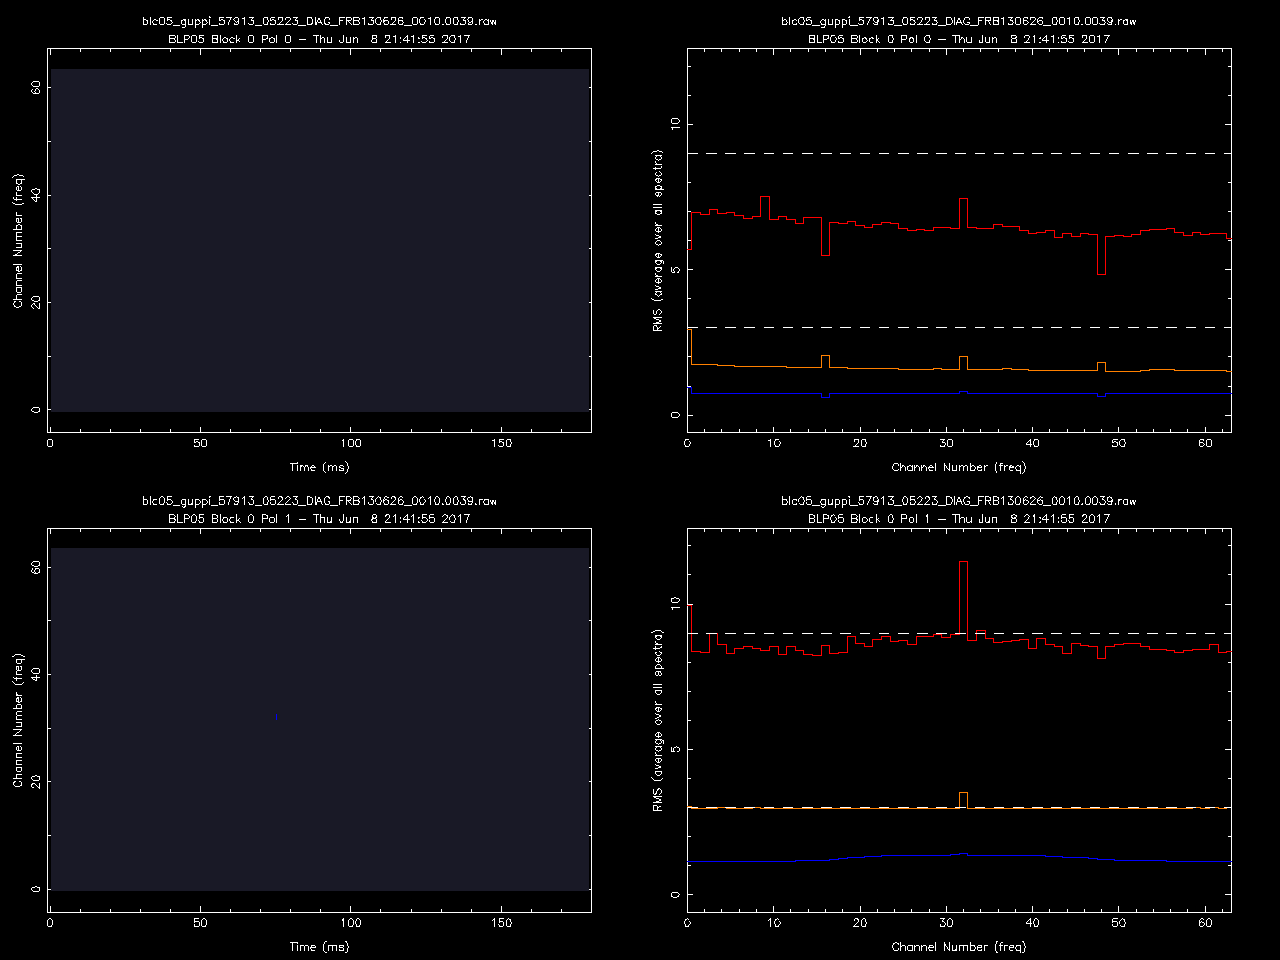 blc05_guppi_57913_05223_DIAG_FRB130626_0010.0039.raw
BLP05 Block 0 Pol 0 – Thu Jun 8 21:41:55 2017
Channel Number (freq)
60
40
20
0
0 50 100 150
Time (ms)
blc05_guppi_57913_05223_DIAG_FRB130626_0010.0039.raw
BLP05 Block 0 Pol 0 – Thu Jun 8 21:41:55 2017
RMS (average over all spectra)
10
5
0
0 10 20 30 40 50 60
Channel Number (freq)
blc05_guppi_57913_05223_DIAG_FRB130626_0010.0039.raw
BLP05 Block 0 Pol 1 – Thu Jun 8 21:41:55 2017
Channel Number (freq)
60
40
20
0
0 50 100 150
Time (ms)
blc05_guppi_57913_05223_DIAG_FRB130626_0010.0039.raw
BLP05 Block 0 Pol 1 – Thu Jun 8 21:41:55 2017
RMS (average over all spectra)
10
5
0
0 10 20 30 40 50 60
Channel Number (freq)